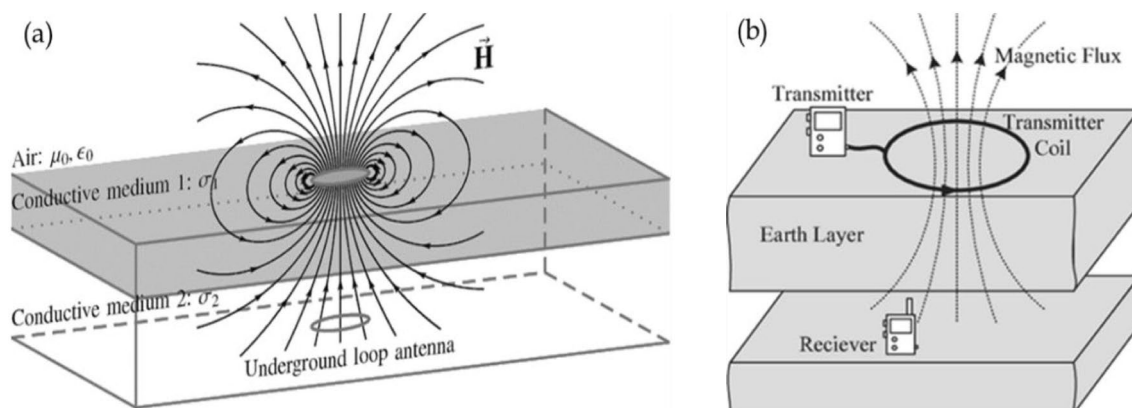 (a)
H
Air: μ₀, ϵ₀
Conductive medium 1: σ₁
Conductive medium 2: σ₂
Underground loop antenna
(b)
Magnetic Flux
Transmitter
Transmitter
Coil
Earth Layer
Reciever